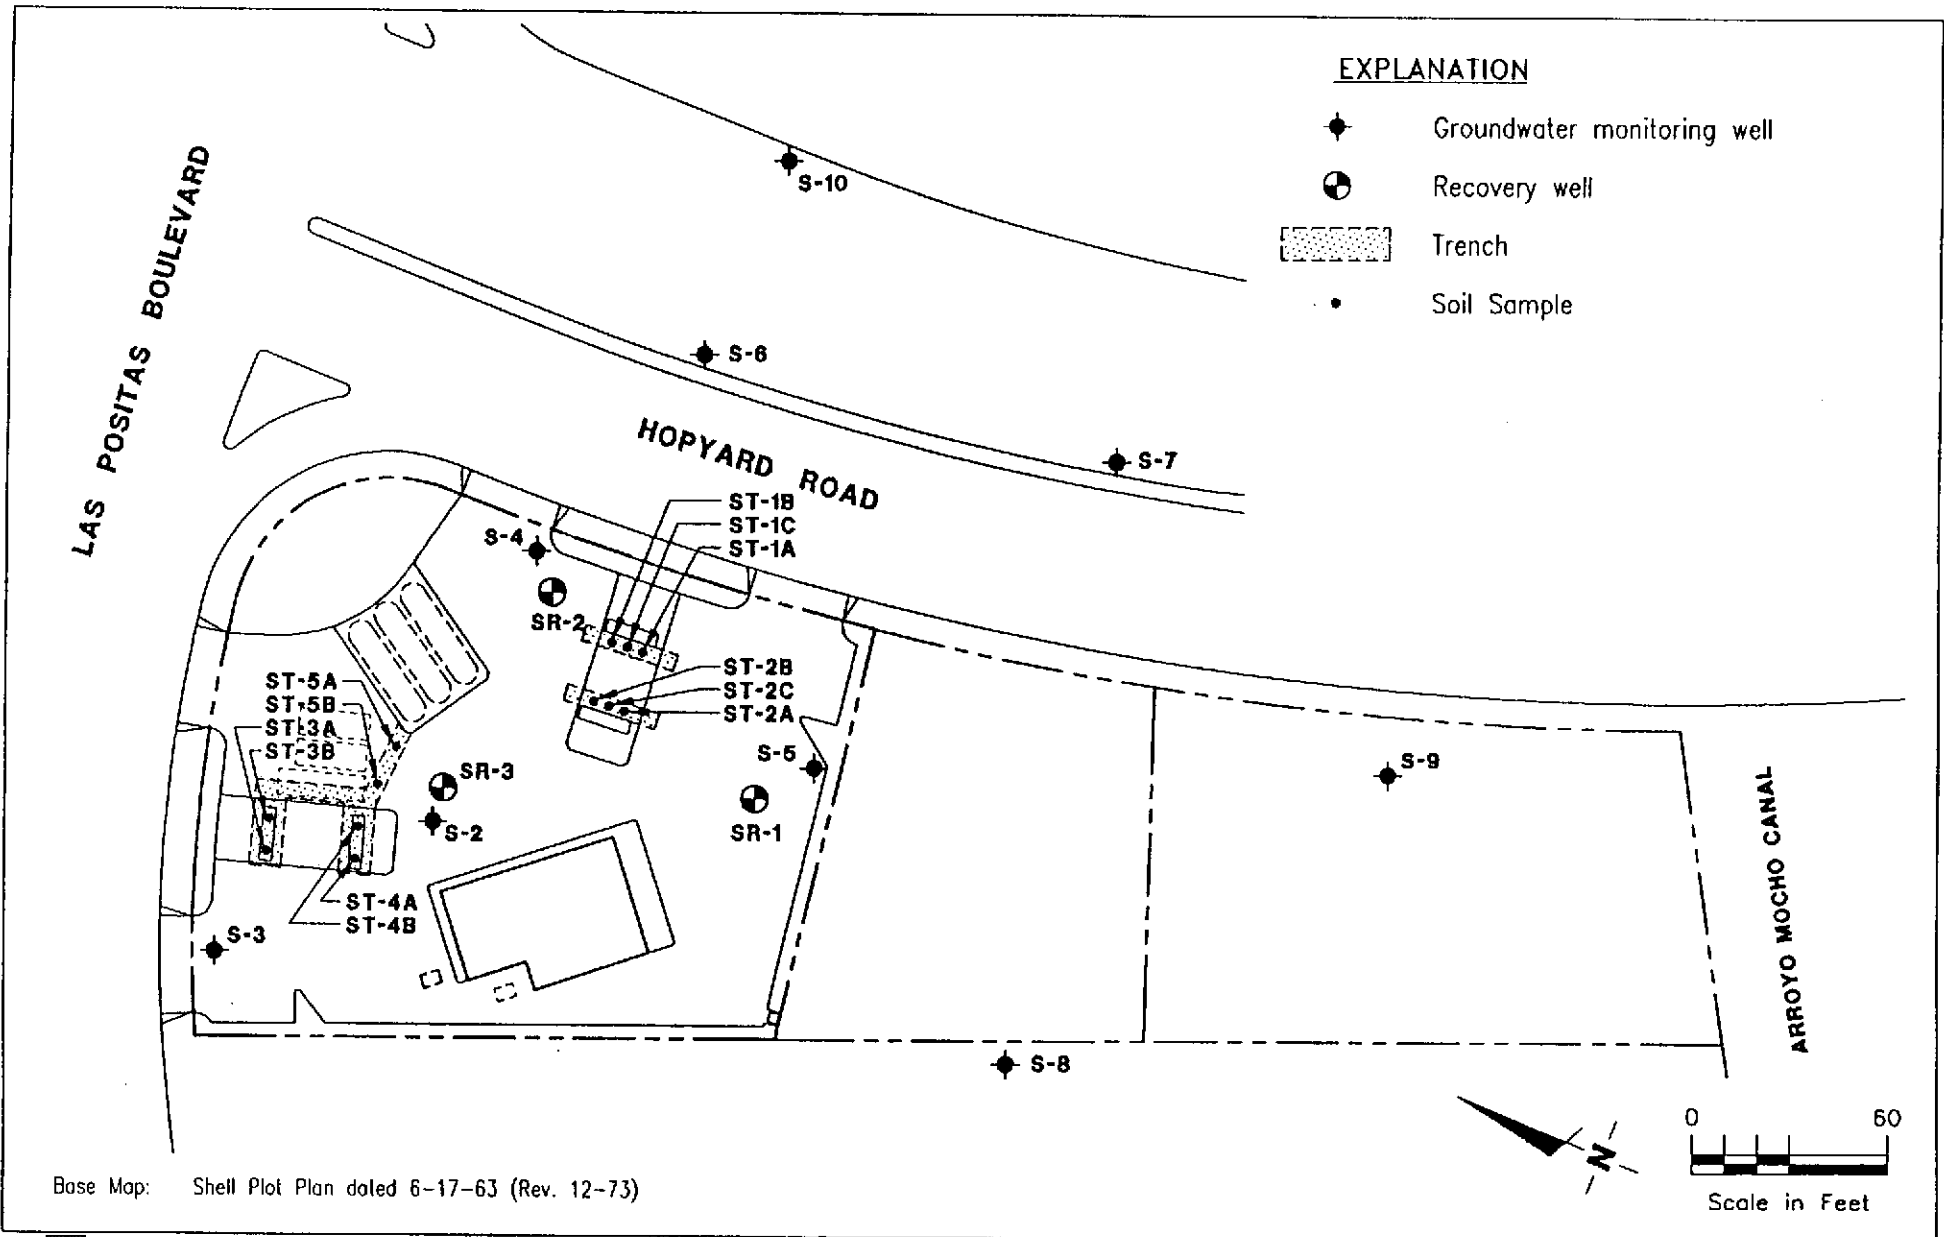 EXPLANATION
Groundwater monitoring well
Recovery well
Trench
Soil Sample
LAS POSITAS BOULEVARD
S-10
S-6
HOPYARD ROAD
S-7
ST-1B
ST-1C
ST-1A
S-4
SR-2
ST-2B
ST-2C
ST-2A
ST-5A
ST-5B
ST-3A
ST-3B
SR-3
S-2
S-5
SR-1
S-9
ARROYO MOCHO CANAL
ST-4A
ST-4B
S-3
S-8
N
0 60
Scale in Feet
Base Map: Shell Plot Plan dated 6-17-63 (Rev. 12-73)